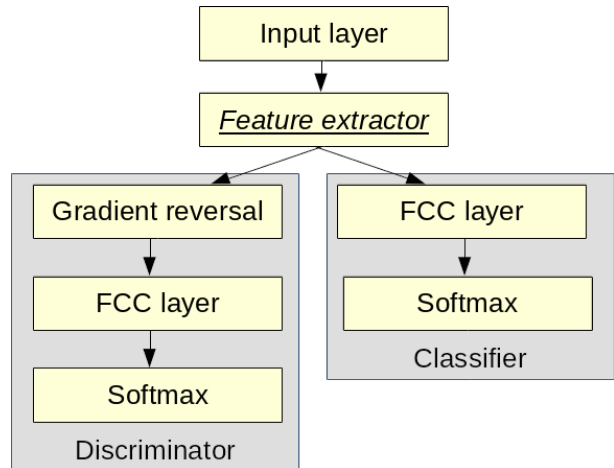 Input layer
Feature extractor
Gradient reversal
FCC layer
Softmax
Discriminator
FCC layer
Softmax
Classifier